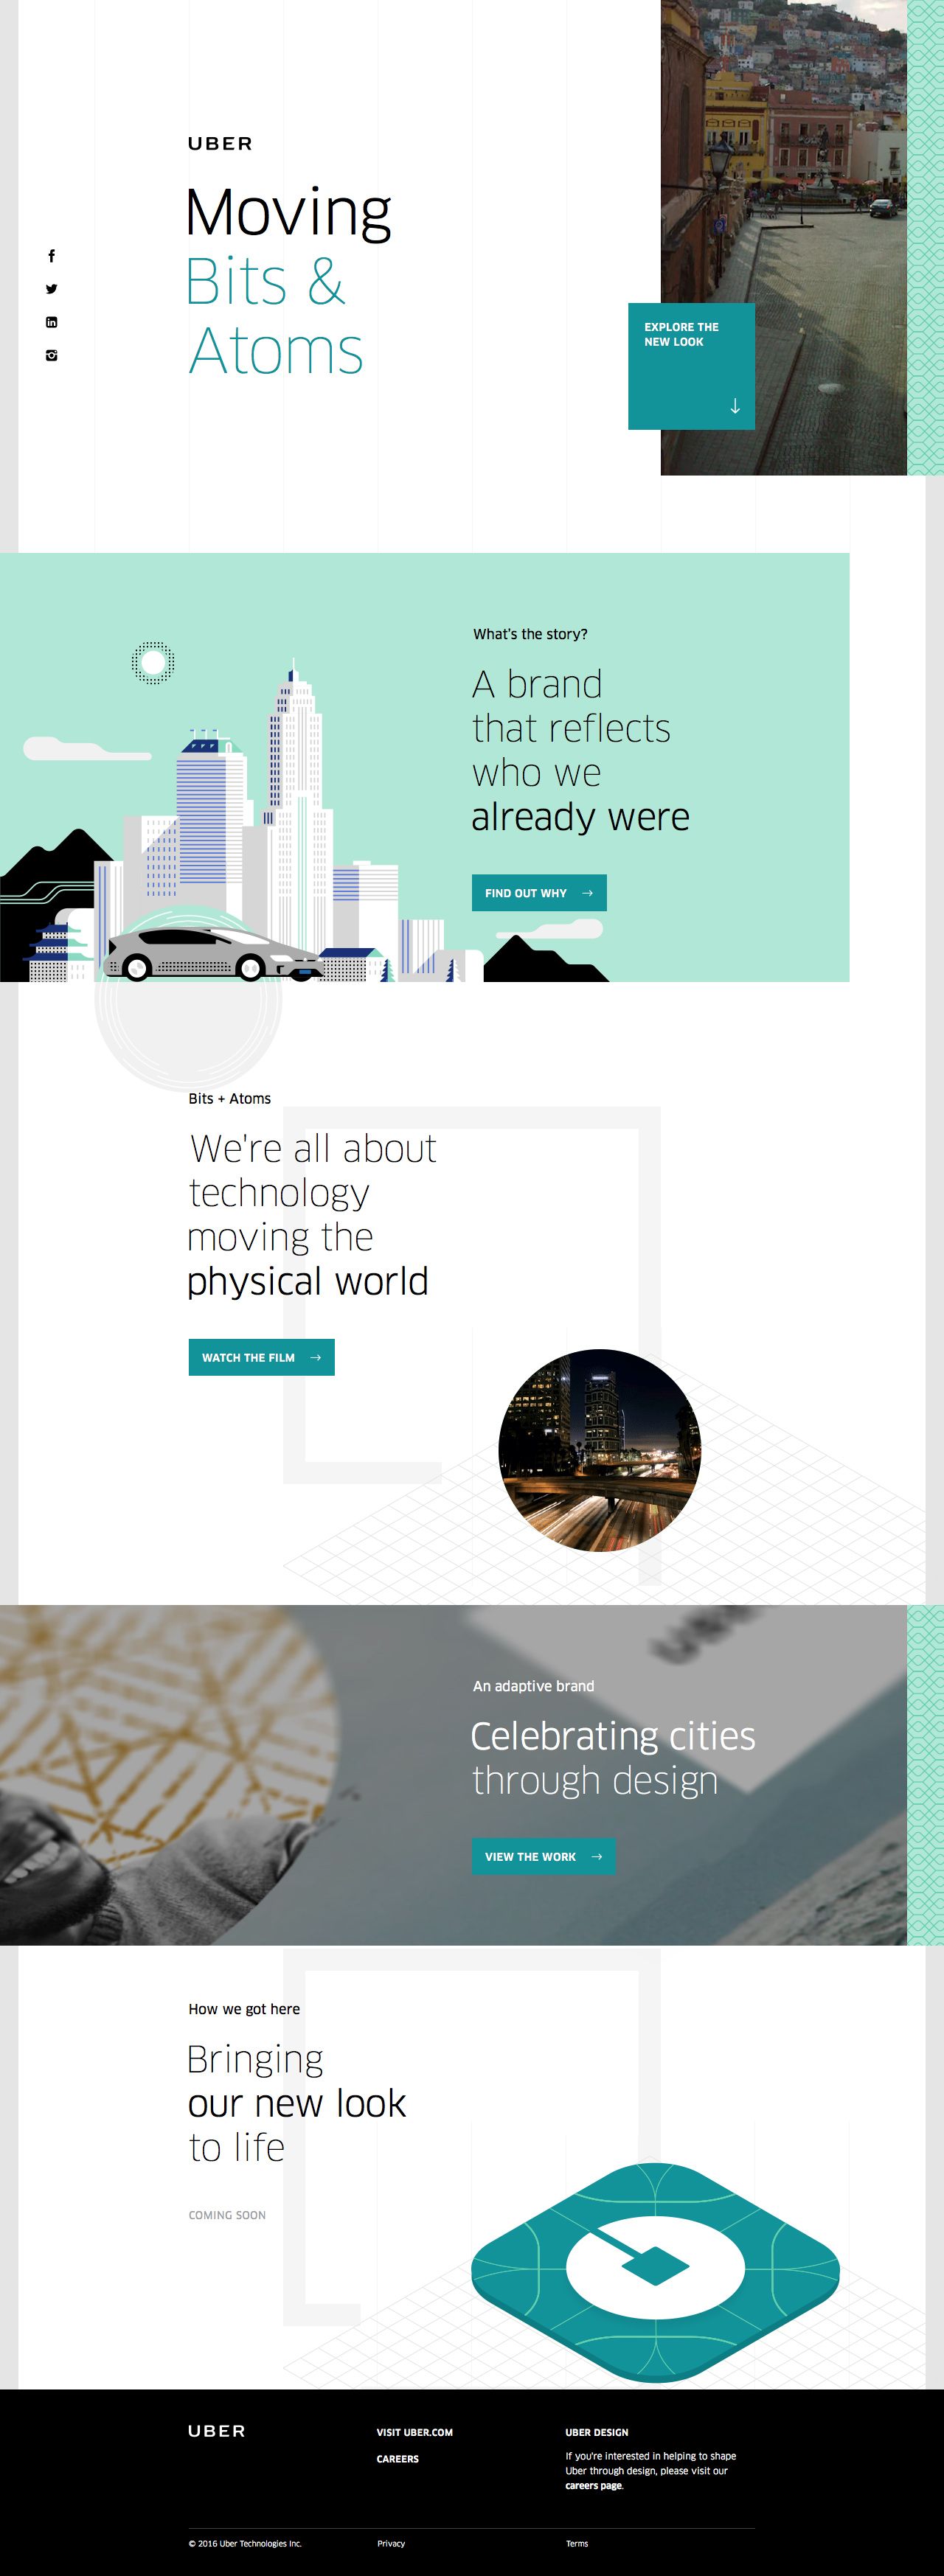 UBER
Moving
Bits &
Atoms
EXPLORE THE
NEW LOOK
What's the story?
A brand
that reflects
who we
already were
FIND OUT WHY
Bits + Atoms
We're all about
technology
moving the
physical world
WATCH THE FILM
An adaptive brand
Celebrating cities
through design
VIEW THE WORK
How we got here
Bringing
our new look
to life
COMING SOON
UBER
VISIT UBER.COM
CAREERS
UBER DESIGN
If you're interested in helping to shape
Uber through design, please visit our
careers page.
© 2016 Uber Technologies Inc.
Privacy
Terms